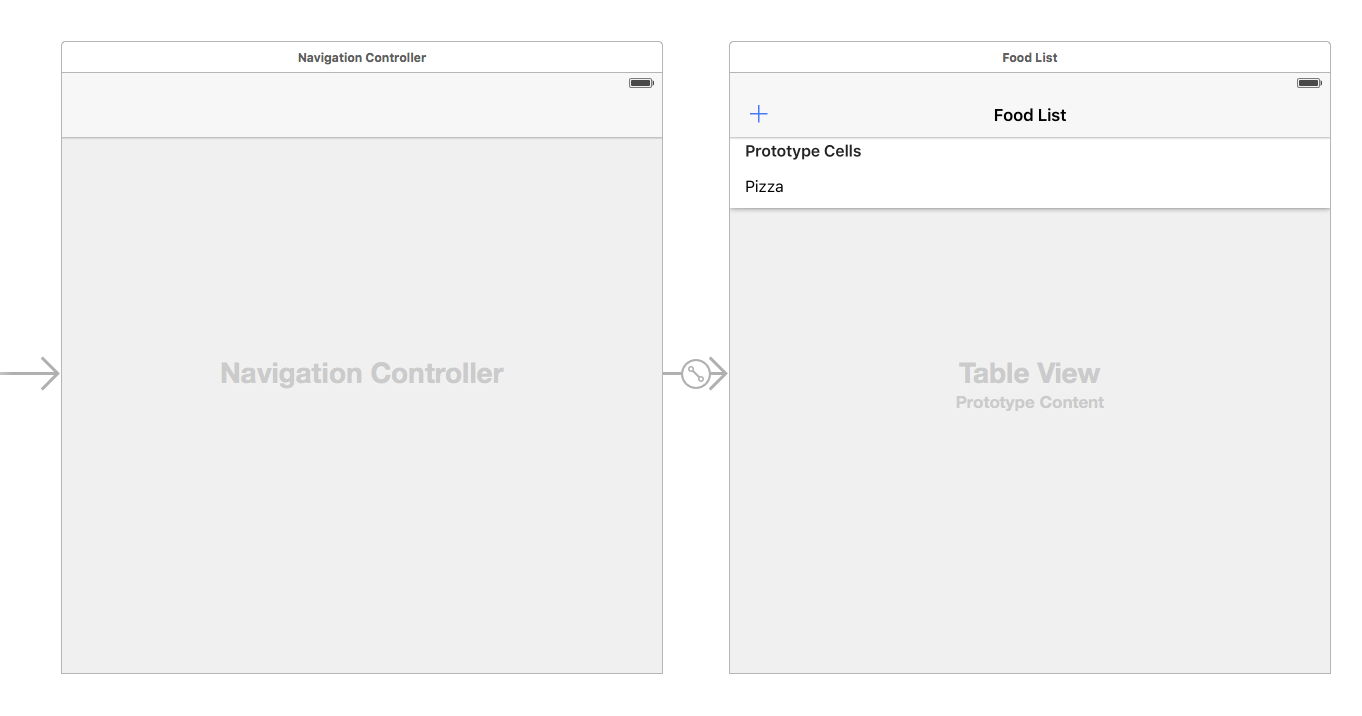 Navigation Controller
Navigation Controller
Food List
Food List
Prototype Cells
Pizza
Table View
Prototype Content